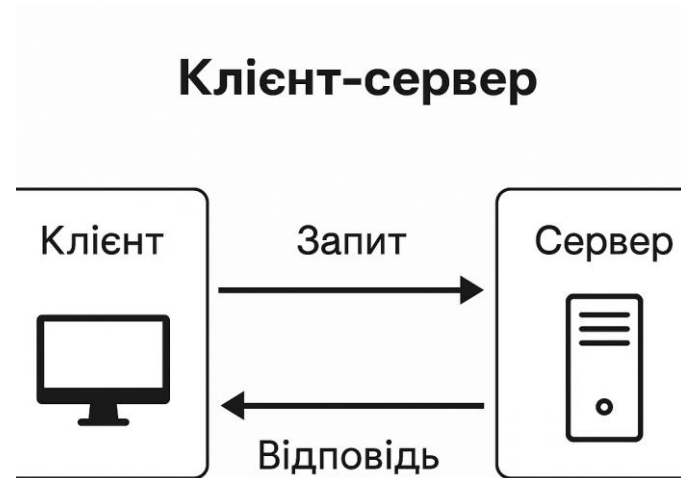 Клієнт-сервер
Клієнт
Запит
Сервер
Відповідь